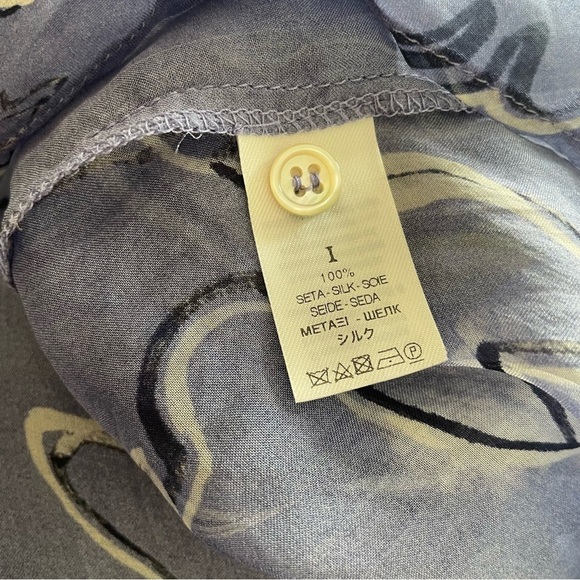 I
100%
SETA-SILK-SOIE
SEIDE-SEDA
ΜΕΤΑΞΙ - ШЕЛК
シルク
P